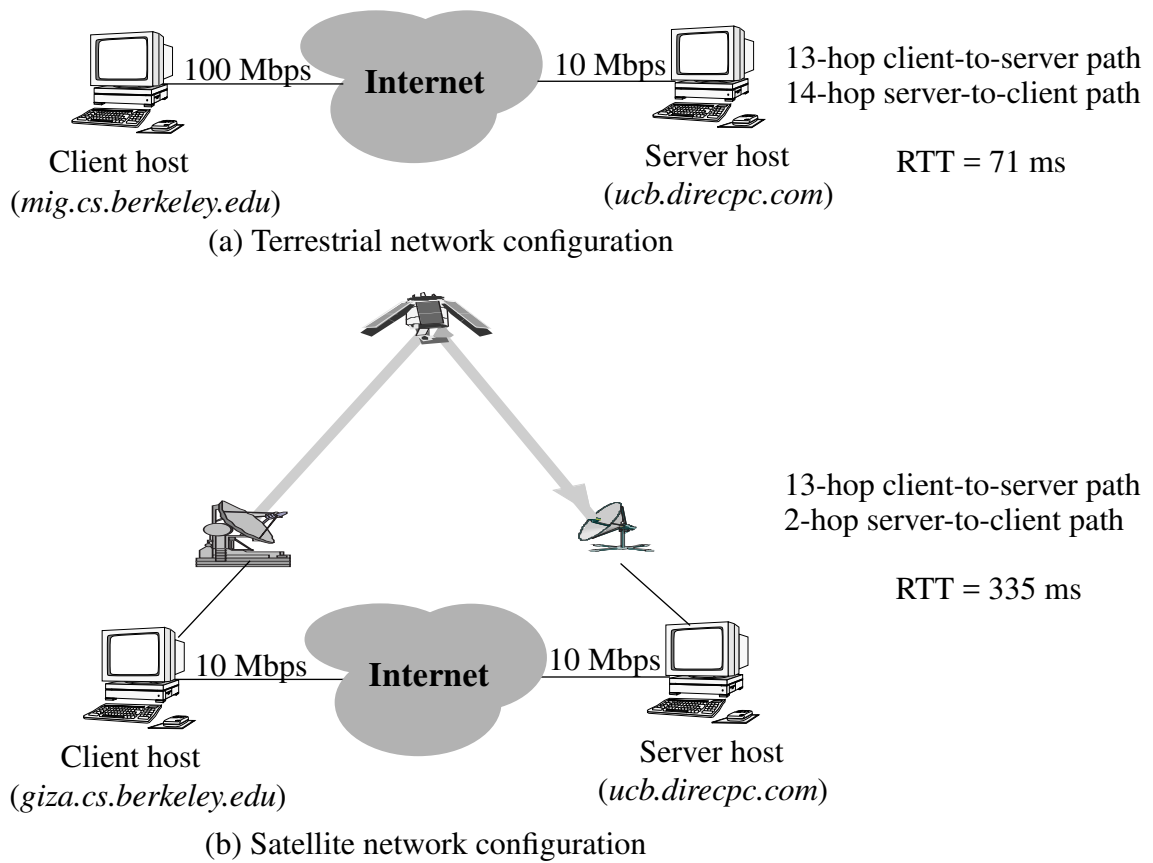 100 Mbps
Internet
10 Mbps
13-hop client-to-server path
14-hop server-to-client path
RTT = 71 ms
Client host
(mig.cs.berkeley.edu)
Server host
(ucb.direcpc.com)
(a) Terrestrial network configuration
13-hop client-to-server path
2-hop server-to-client path
RTT = 335 ms
10 Mbps
Internet
10 Mbps
Client host
(giza.cs.berkeley.edu)
Server host
(ucb.direcpc.com)
(b) Satellite network configuration